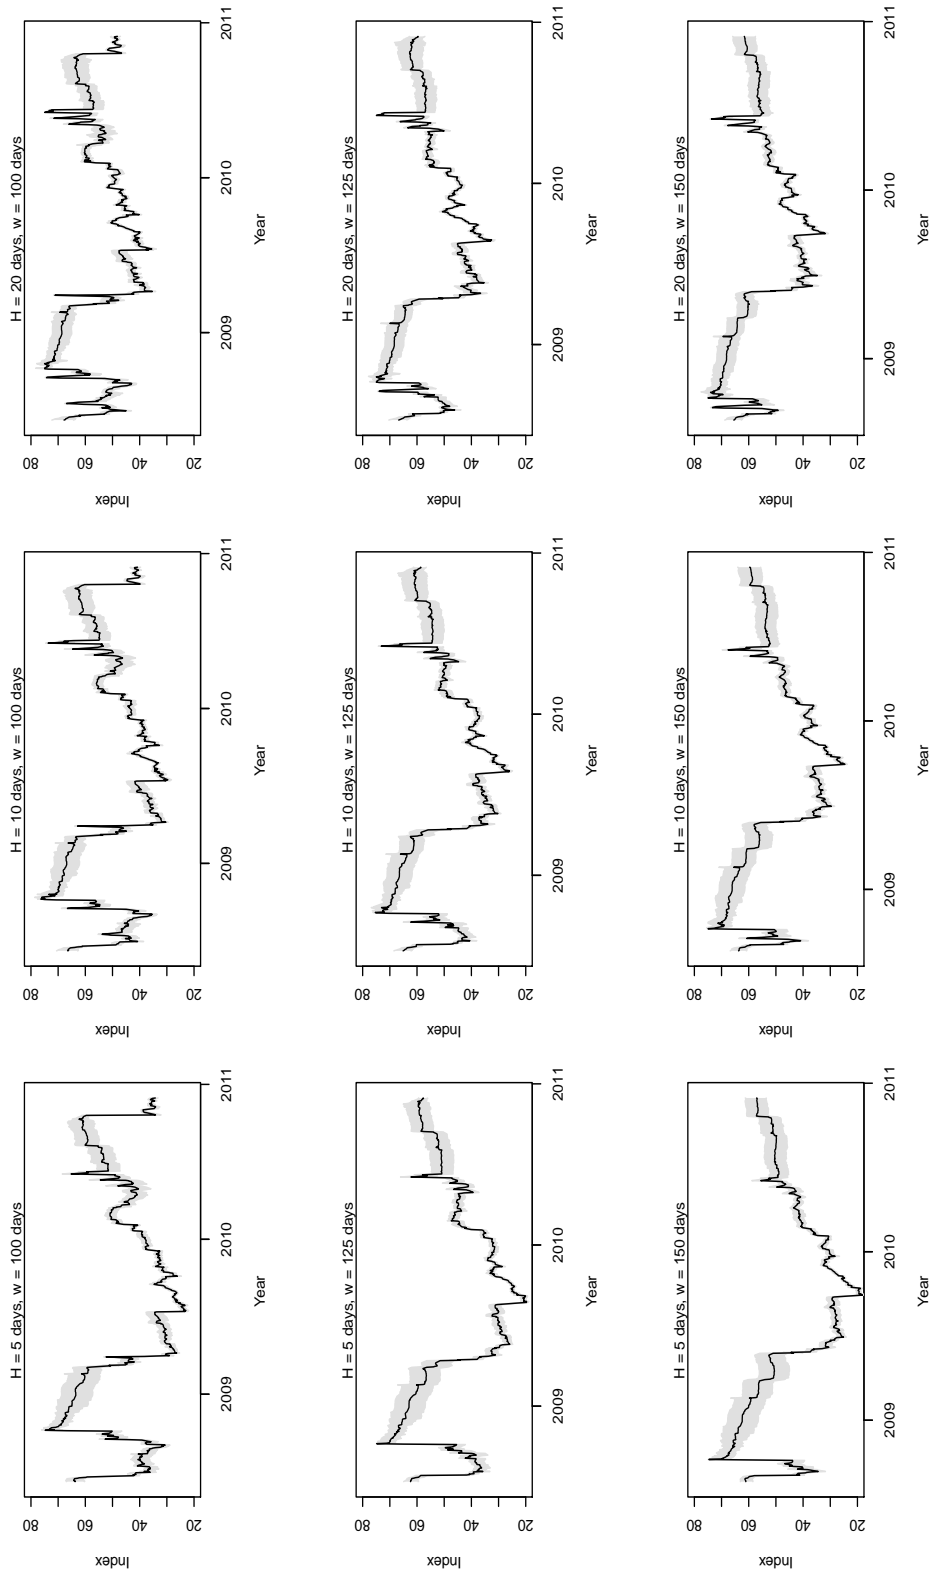 H = 20 days, w = 100 days
Index
80 60 40 20
2009 2010 2011
Year
H = 20 days, w = 125 days
Index
80 60 40 20
2009 2010 2011
Year
H = 20 days, w = 150 days
Index
80 60 40 20
2009 2010 2011
Year
H = 10 days, w = 100 days
Index
80 60 40 20
2009 2010 2011
Year
H = 10 days, w = 125 days
Index
80 60 40 20
2009 2010 2011
Year
H = 10 days, w = 150 days
Index
80 60 40 20
2009 2010 2011
Year
H = 5 days, w = 100 days
Index
80 60 40 20
2009 2010 2011
Year
H = 5 days, w = 125 days
Index
80 60 40 20
2009 2010 2011
Year
H = 5 days, w = 150 days
Index
80 60 40 20
2009 2010 2011
Year